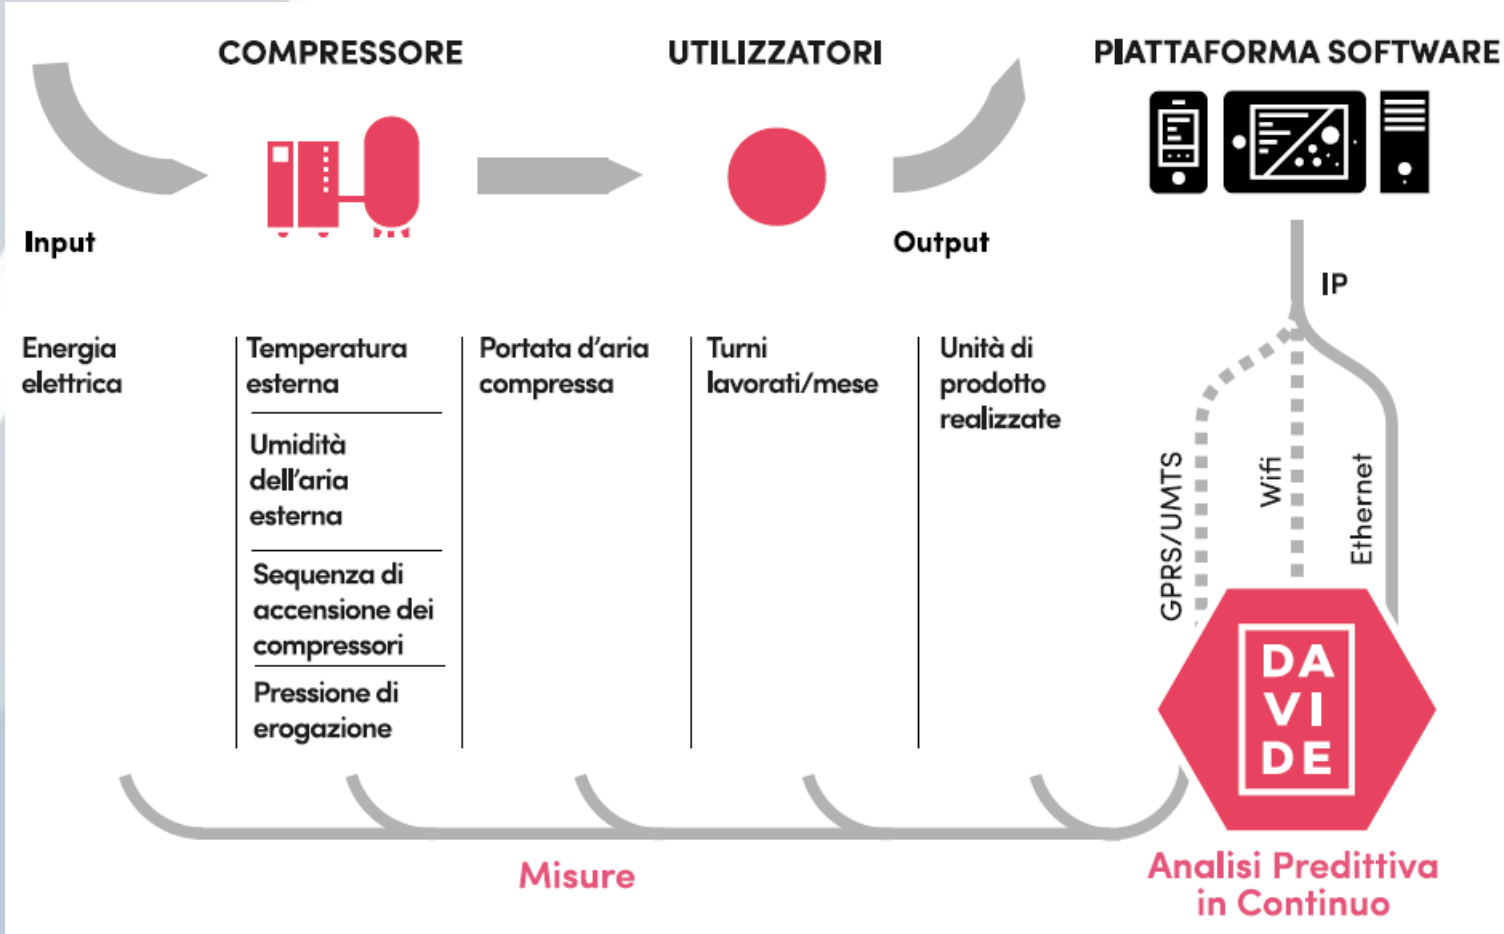 COMPRESSORE
UTILIZZATORI
PIATTAFORMA SOFTWARE
Input
Output
IP
Energia
elettrica
Temperatura
esterna
Umidità
dell'aria
esterna
Sequenza di
accensione dei
compressori
Pressione di
erogazione
Portata d'aria
compressa
Turni
lavorati/mese
Unità di
prodotto
realizzate
GPRS/UMTS
Wifi
Ethernet
DA
VI
DE
Misure
Analisi Predittiva
in Continuo